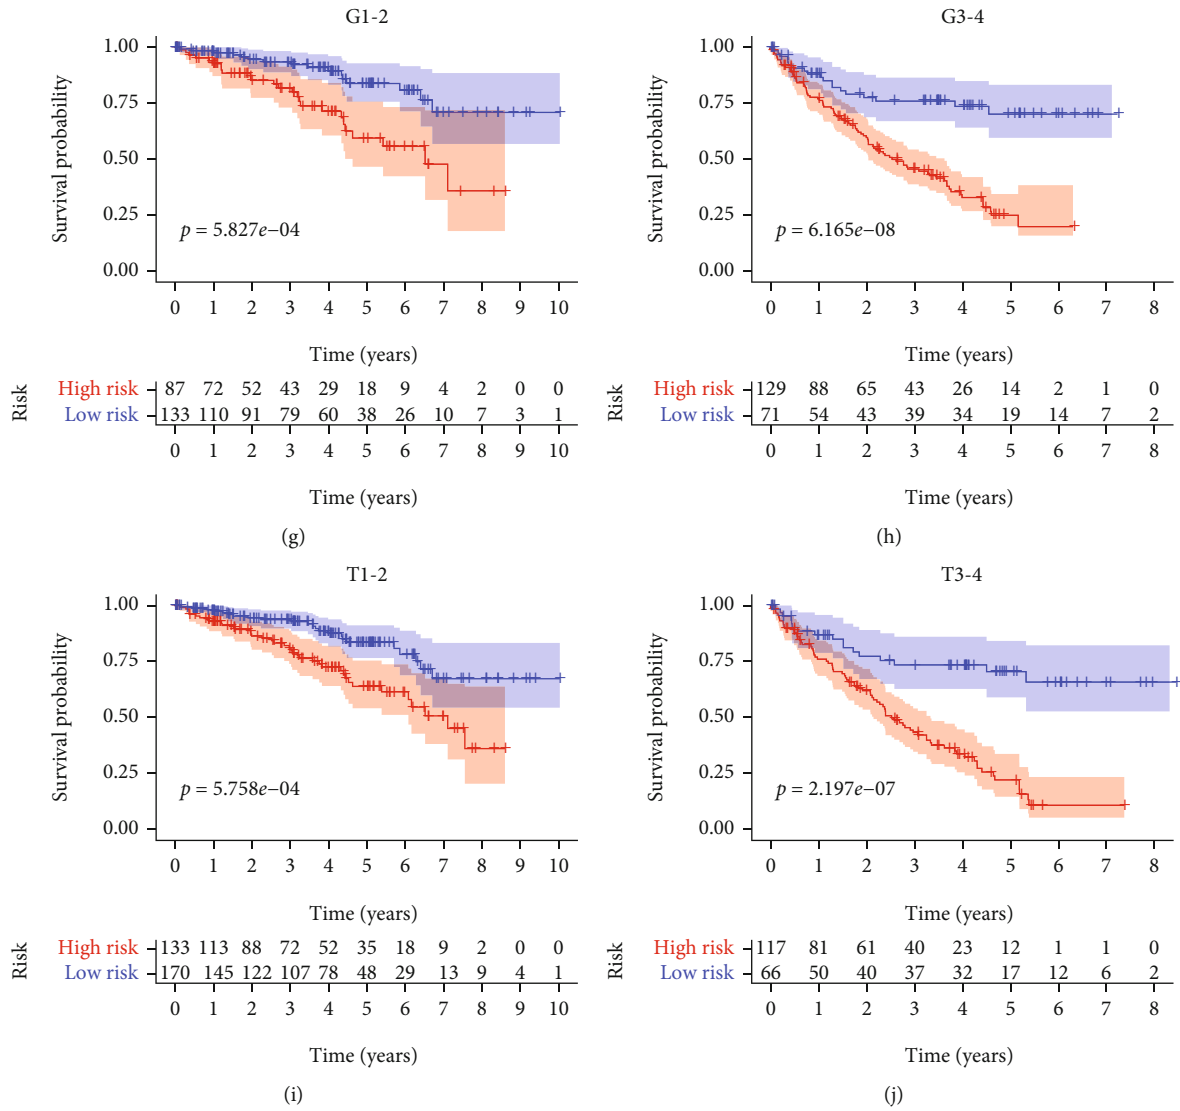 G1-2
Survival probability
1.00
0.75
0.50
0.25
0.00
p = 5.827e−04
0 1 2 3 4 5 6 7 8 9 10
Time (years)
Risk
High risk 87 72 52 43 29 18 9 4 2 0 0
Low risk 133 110 91 79 60 38 26 10 7 3 1
0 1 2 3 4 5 6 7 8 9 10
Time (years)
(g)
G3-4
Survival probability
1.00
0.75
0.50
0.25
0.00
p = 6.165e−08
0 1 2 3 4 5 6 7 8
Time (years)
Risk
High risk 129 88 65 43 26 14 2 1 0
Low risk 71 54 43 39 34 19 14 7 2
0 1 2 3 4 5 6 7 8
Time (years)
(h)
T1-2
Survival probability
1.00
0.75
0.50
0.25
0.00
p = 5.758e−04
0 1 2 3 4 5 6 7 8 9 10
Time (years)
Risk
High risk 133 113 88 72 52 35 18 9 2 0 0
Low risk 170 145 122 107 78 48 29 13 9 4 1
0 1 2 3 4 5 6 7 8 9 10
Time (years)
(i)
T3-4
Survival probability
1.00
0.75
0.50
0.25
0.00
p = 2.197e−07
0 1 2 3 4 5 6 7 8
Time (years)
Risk
High risk 117 81 61 40 23 12 1 1 0
Low risk 66 50 40 37 32 17 12 6 2
0 1 2 3 4 5 6 7 8
Time (years)
(j)